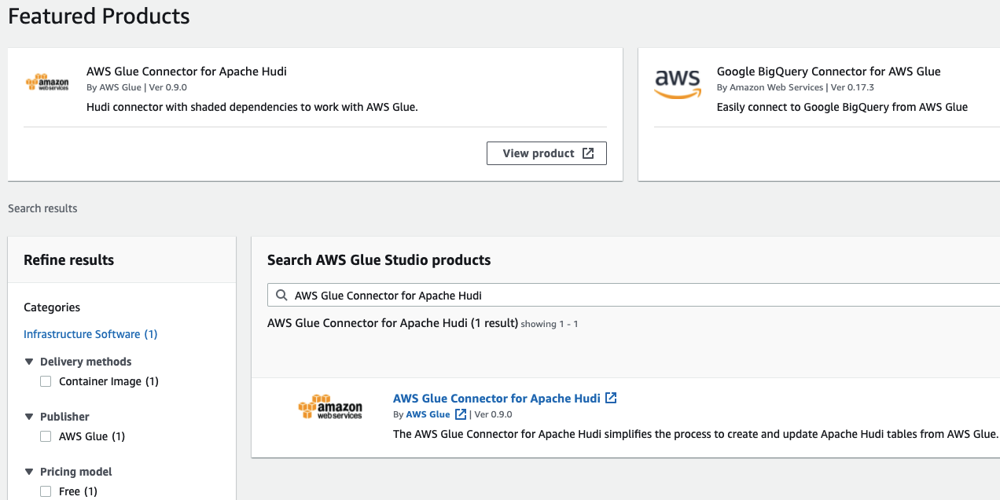 Featured Products
amazon
web services
AWS Glue Connector for Apache Hudi
By AWS Glue | Ver 0.9.0
Hudi connector with shaded dependencies to work with AWS Glue.
View product
aws
Google BigQuery Connector for AWS Glue
By Amazon Web Services | Ver 0.17.3
Easily connect to Google BigQuery from AWS Glue
Search results
Refine results
Categories
Infrastructure Software (1)
Delivery methods
Container Image (1)
Publisher
AWS Glue (1)
Pricing model
Free (1)
Search AWS Glue Studio products
AWS Glue Connector for Apache Hudi
AWS Glue Connector for Apache Hudi (1 result) showing 1 - 1
amazon
web services
AWS Glue Connector for Apache Hudi
By AWS Glue | Ver 0.9.0
The AWS Glue Connector for Apache Hudi simplifies the process to create and update Apache Hudi tables from AWS Glue.